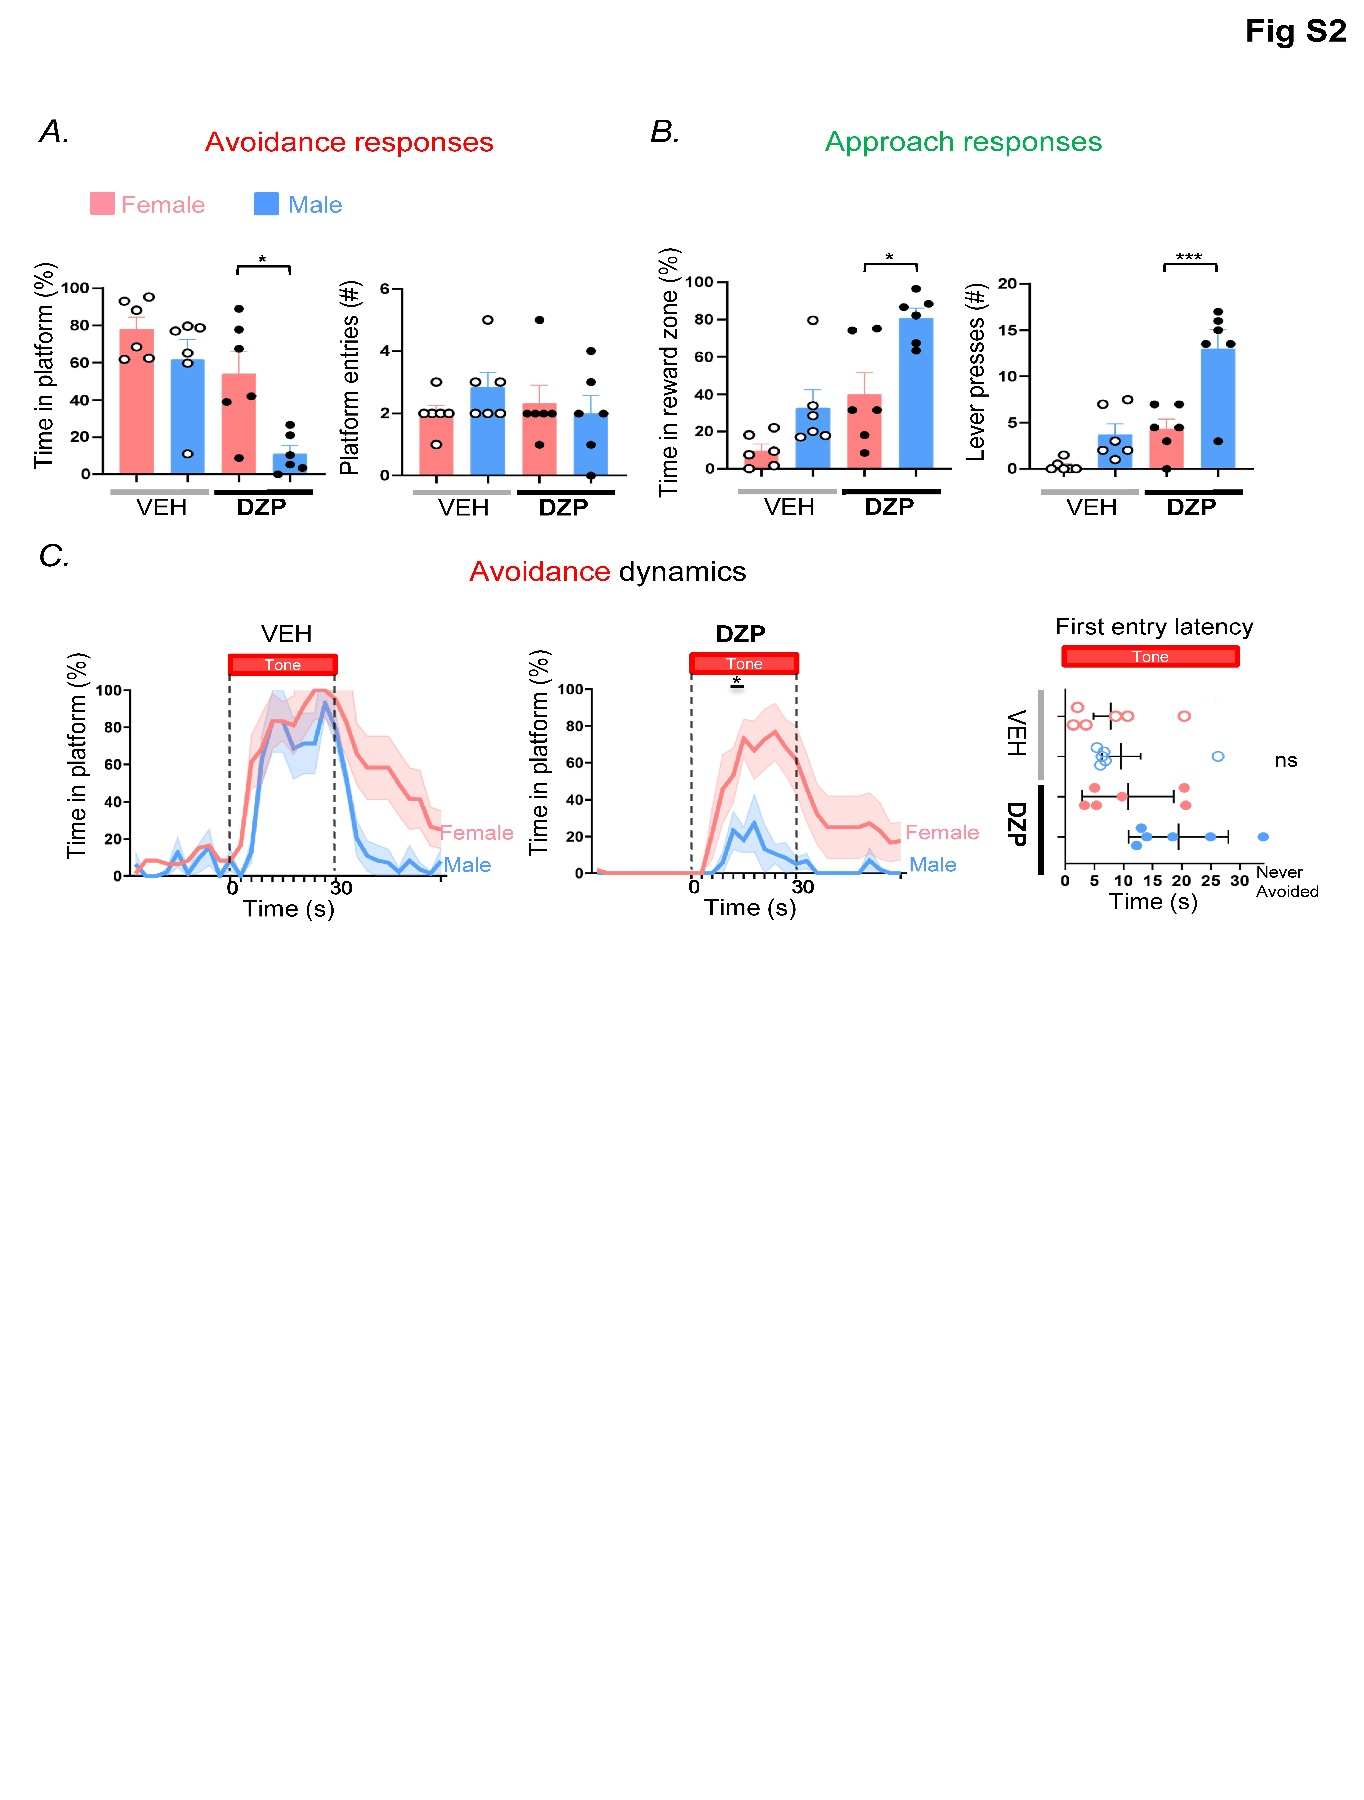 Fig S2
A.
Avoidance responses
Female
Male
Time in platform (%)
100
80
60
40
20
0
*
VEH
DZP
Platform entries (#)
6
4
2
0
VEH
DZP
B.
Approach responses
Time in reward zone (%)
100
80
60
40
20
0
*
VEH
DZP
Lever presses (#)
20
15
10
5
0
***
VEH
DZP
C.
Avoidance dynamics
VEH
Tone
Time in platform (%)
100
80
60
40
20
0
Female
Male
0
30
Time (s)
DZP
Tone
*
Time in platform (%)
100
80
60
40
20
0
Female
Male
0
30
Time (s)
First entry latency
Tone
VEH
DZP
ns
0 5 10 15 20 25 30
Never
Avoided
Time (s)